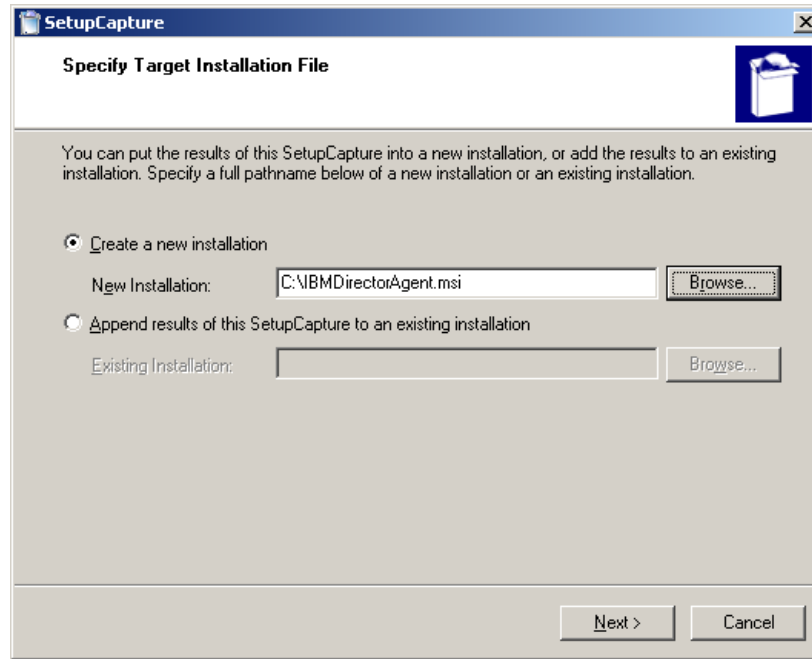 SetupCapture
Specify Target Installation File
You can put the results of this SetupCapture into a new installation, or add the results to an existing
installation. Specify a full pathname below of a new installation or an existing installation.
Create a new installation
New Installation: C:\IBMDirectorAgent.msi Browse...
Append results of this SetupCapture to an existing installation
Existing Installation: Browse...
Next > Cancel